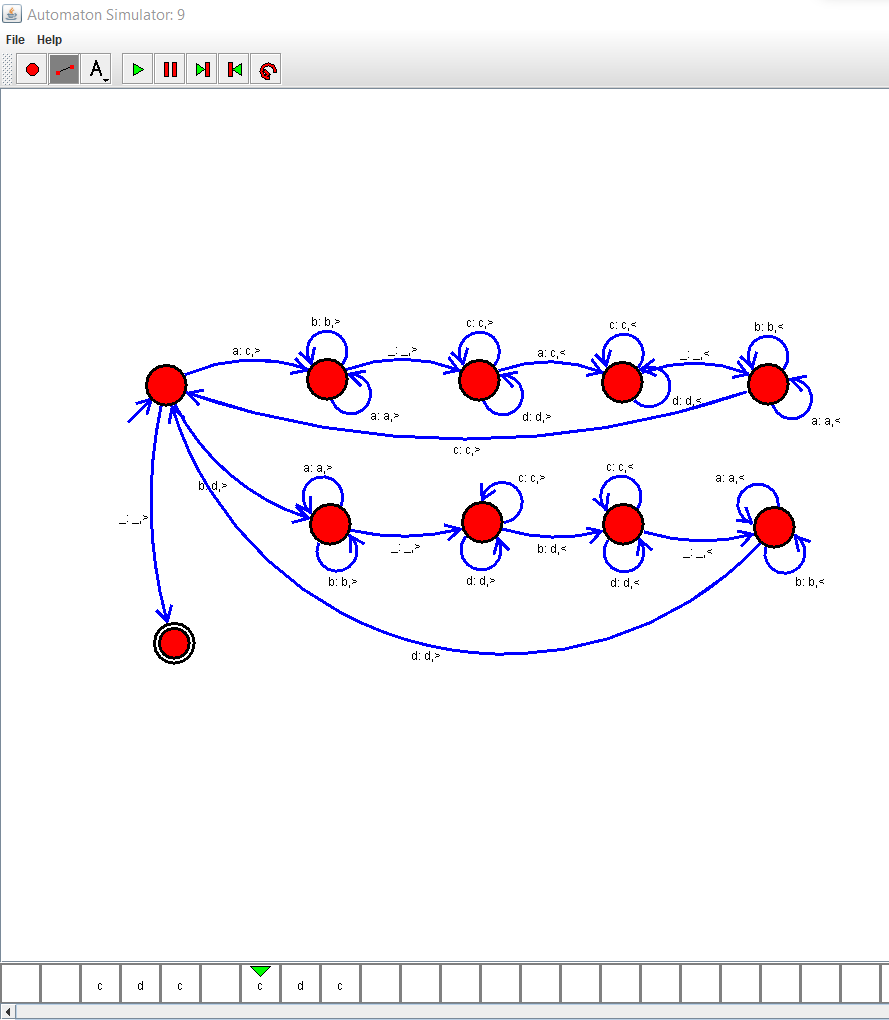 Automaton Simulator: 9
File Help
A
b: b,>
c: c,>
c: c,<
b: b,<
a: c,>
_: _,>
a: c,<
_: _,<
a: a,>
d: d,>
d: d,<
a: a,<
c: c,>
a: a,>
c: c,>
c: c,<
a: a,<
b: d,>
_: _,>
_: _,>
b: d,<
_: _,<
b: b,>
d: d,>
d: d,<
b: b,<
d: d,>
c d c c d c